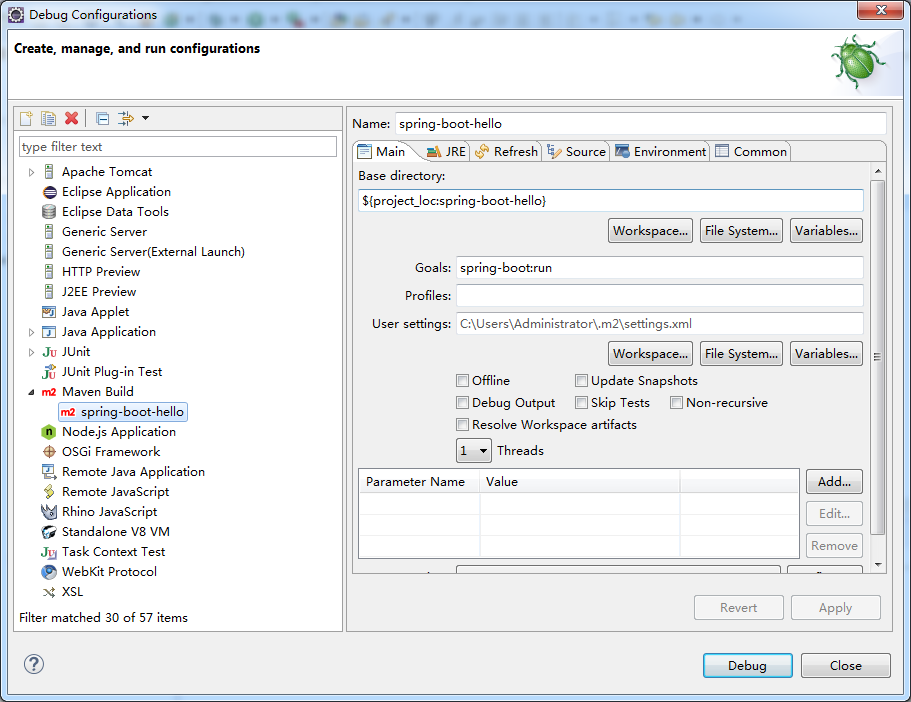 Debug Configurations
Create, manage, and run configurations
type filter text
Apache Tomcat
Eclipse Application
Eclipse Data Tools
Generic Server
Generic Server(External Launch)
HTTP Preview
J2EE Preview
Java Applet
Java Application
Ju JUnit
JUnit Plug-in Test
m2 Maven Build
m2 spring-boot-hello
n Node.js Application
OSGi Framework
Remote Java Application
Remote JavaScript
Rhino JavaScript
Standalone V8 VM
Ju Task Context Test
WebKit Protocol
XSL
Filter matched 30 of 57 items
Name: spring-boot-hello
Main JRE Refresh Source Environment Common
Base directory:
${project_loc:spring-boot-hello}
Workspace... File System... Variables...
Goals: spring-boot:run
Profiles:
User settings: C:\Users\Administrator\.m2\settings.xml
Workspace... File System... Variables...
Offline Update Snapshots
Debug Output Skip Tests Non-recursive
Resolve Workspace artifacts
1 Threads
Parameter Name Value
Add...
Edit...
Remove
Revert Apply
? Debug Close